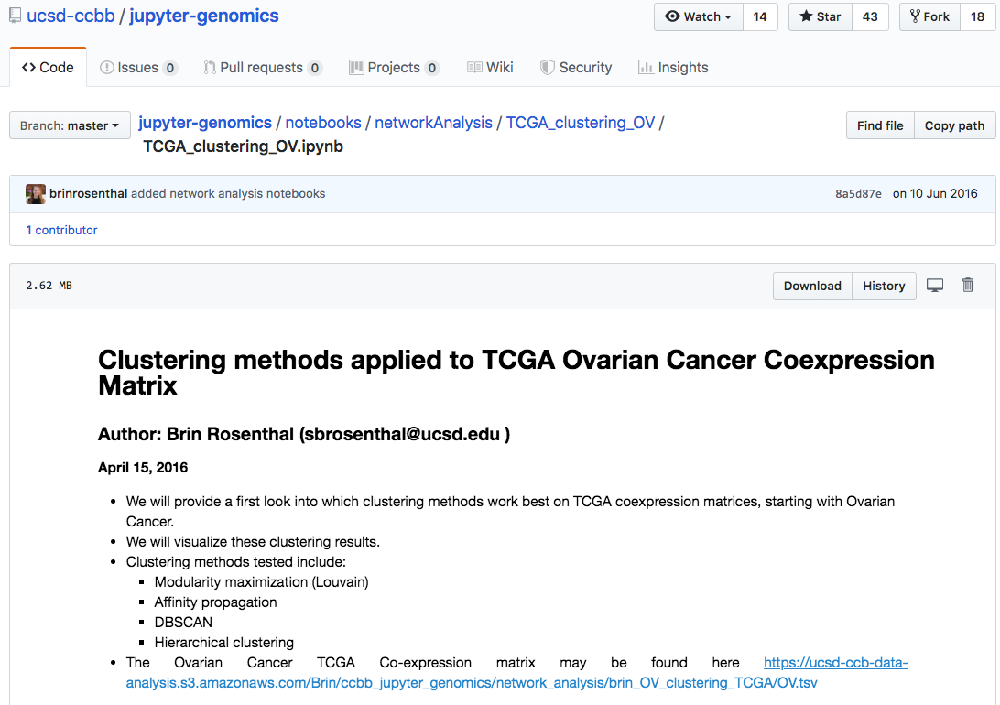 ucsd-ccbb / jupyter-genomics
Watch 14 Star 43 Fork 18
Code Issues 0 Pull requests 0 Projects 0 Wiki Security Insights
Branch: master jupyter-genomics / notebooks / networkAnalysis / TCGA_clustering_OV /
TCGA_clustering_OV.ipynb
Find file Copy path
brinrosenthal added network analysis notebooks 8a5d87e on 10 Jun 2016
1 contributor
2.62 MB Download History
Clustering methods applied to TCGA Ovarian Cancer Coexpression
Matrix
Author: Brin Rosenthal (sbrosenthal@ucsd.edu )
April 15, 2016
• We will provide a first look into which clustering methods work best on TCGA coexpression matrices, starting with Ovarian
Cancer.
• We will visualize these clustering results.
• Clustering methods tested include:
▪ Modularity maximization (Louvain)
▪ Affinity propagation
▪ DBSCAN
▪ Hierarchical clustering
• The Ovarian Cancer TCGA Co-expression matrix may be found here https://ucsd-ccb-data-
analysis.s3.amazonaws.com/Brin/ccbb_jupyter_genomics/network_analysis/brin_OV_clustering_TCGA/OV.tsv